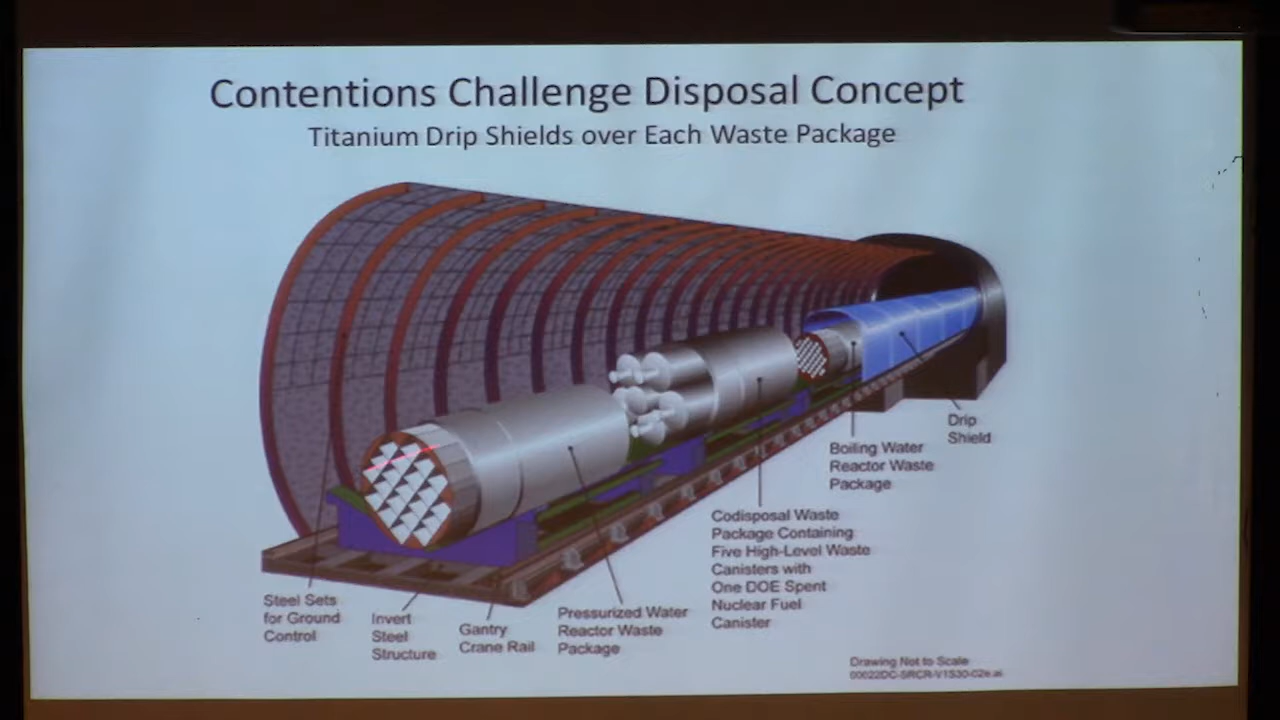 Contentions Challenge Disposal Concept
Titanium Drip Shields over Each Waste Package
Drip
Shield
Boiling Water
Reactor Waste
Package
Codisposal Waste
Package Containing
Five High-Level Waste
Canisters with
One DOE Spent
Nuclear Fuel
Canister
Steel Sets
for Ground
Control
Invert
Steel
Structure
Gantry
Crane Rail
Pressurized Water
Reactor Waste
Package
Drawing Not to Scale